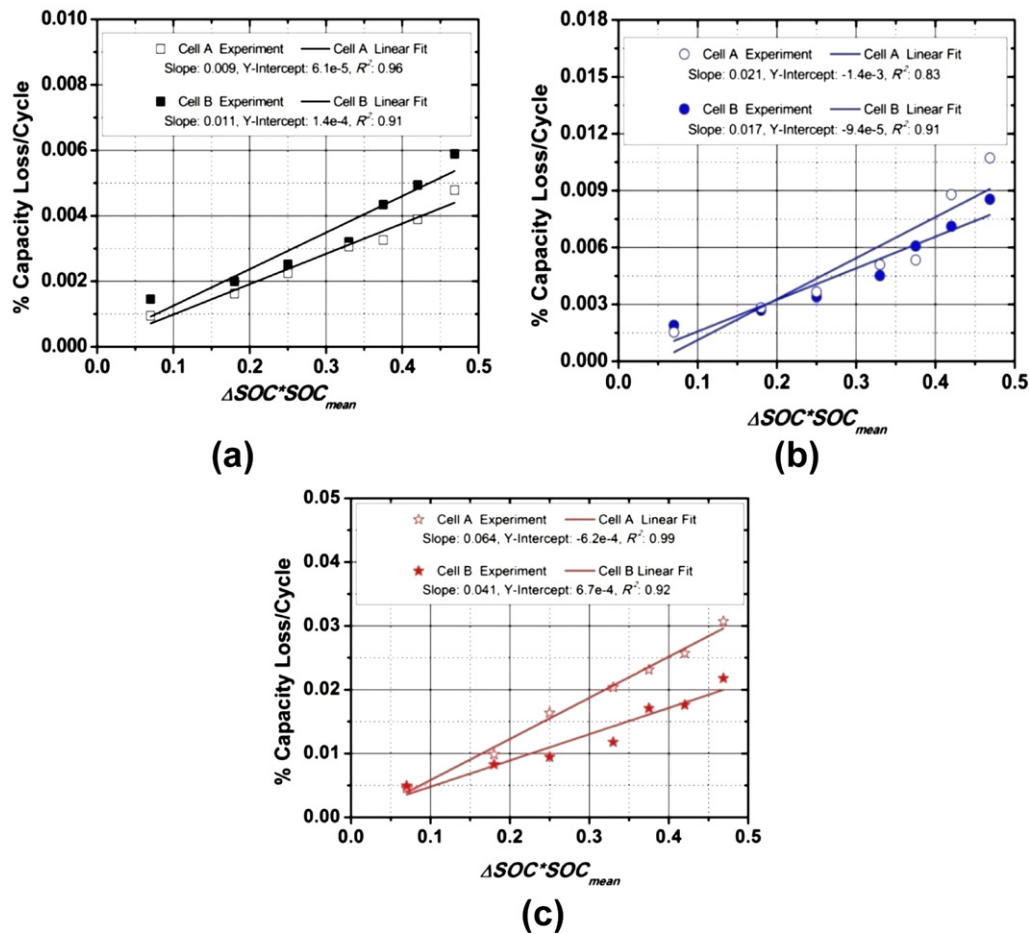 0.010
0.008
0.006
0.004
0.002
0.000
% Capacity Loss/Cycle
Cell A Experiment Cell A Linear Fit
Slope: 0.009, Y-Intercept: 6.1e-5, R²: 0.96
Cell B Experiment Cell B Linear Fit
Slope: 0.011, Y-Intercept: 1.4e-4, R²: 0.91
0.0 0.1 0.2 0.3 0.4 0.5
ΔSOC*SOCmean
(a)
0.018
0.015
0.012
0.009
0.006
0.003
0.000
% Capacity Loss/Cycle
Cell A Experiment Cell A Linear Fit
Slope: 0.021, Y-Intercept: -1.4e-3, R²: 0.83
Cell B Experiment Cell B Linear Fit
Slope: 0.017, Y-Intercept: -9.4e-5, R²: 0.91
0.0 0.1 0.2 0.3 0.4 0.5
ΔSOC*SOCmean
(b)
0.05
0.04
0.03
0.02
0.01
0.00
% Capacity Loss/Cycle
Cell A Experiment Cell A Linear Fit
Slope: 0.064, Y-Intercept: -6.2e-4, R²: 0.99
Cell B Experiment Cell B Linear Fit
Slope: 0.041, Y-Intercept: 6.7e-4, R²: 0.92
0.0 0.1 0.2 0.3 0.4 0.5
ΔSOC*SOCmean
(c)